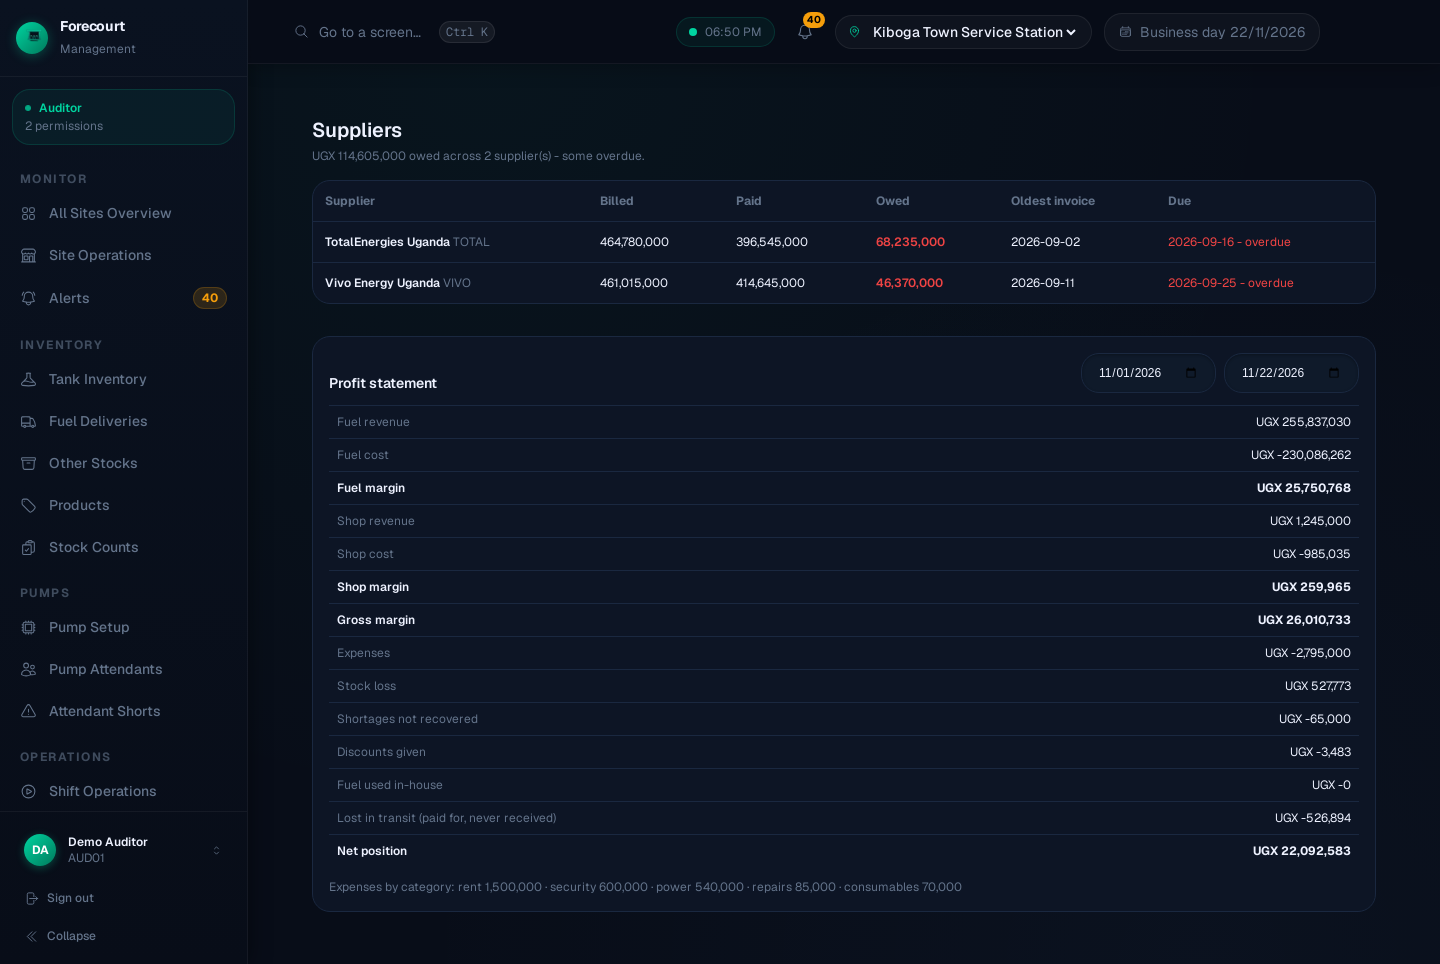 Forecourt
Management
Go to a screen...
Ctrl K
06:50 PM
40
Kiboga Town Service Station
Business day 22/11/2026
Auditor
2 permissions
MONITOR
All Sites Overview
Site Operations
Alerts 40
INVENTORY
Tank Inventory
Fuel Deliveries
Other Stocks
Products
Stock Counts
PUMPS
Pump Setup
Pump Attendants
Attendant Shorts
OPERATIONS
Shift Operations
DA
Demo Auditor
AUD01
Sign out
Collapse
Suppliers
UGX 114,605,000 owed across 2 supplier(s) - some overdue.
Supplier Billed Paid Owed Oldest invoice Due
TotalEnergies Uganda TOTAL 464,780,000 396,545,000 68,235,000 2026-09-02 2026-09-16 - overdue
Vivo Energy Uganda VIVO 461,015,000 414,645,000 46,370,000 2026-09-11 2026-09-25 - overdue
Profit statement 11/01/2026 11/22/2026
Fuel revenue UGX 255,837,030
Fuel cost UGX -230,086,262
Fuel margin UGX 25,750,768
Shop revenue UGX 1,245,000
Shop cost UGX -985,035
Shop margin UGX 259,965
Gross margin UGX 26,010,733
Expenses UGX -2,795,000
Stock loss UGX 527,773
Shortages not recovered UGX -65,000
Discounts given UGX -3,483
Fuel used in-house UGX -0
Lost in transit (paid for, never received) UGX -526,894
Net position UGX 22,092,583
Expenses by category: rent 1,500,000 · security 600,000 · power 540,000 · repairs 85,000 · consumables 70,000